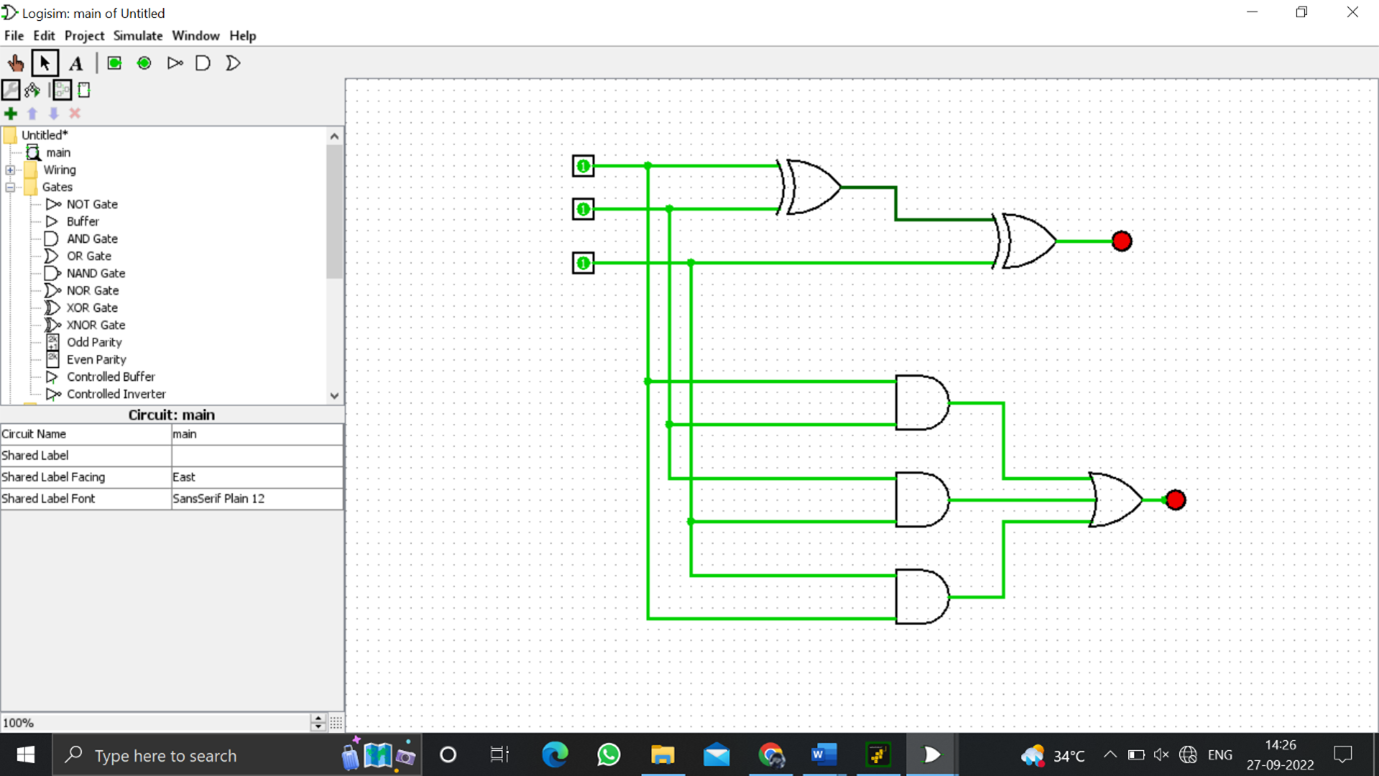 Logisim: main of Untitled
File Edit Project Simulate Window Help
A
Untitled*
main
Wiring
Gates
NOT Gate
Buffer
AND Gate
OR Gate
NAND Gate
NOR Gate
XOR Gate
XNOR Gate
Odd Parity
Even Parity
Controlled Buffer
Controlled Inverter
Circuit: main
Circuit Name main
Shared Label
Shared Label Facing East
Shared Label Font SansSerif Plain 12
100%
1
1
1
Type here to search
34°C
ENG
14:26
27-09-2022